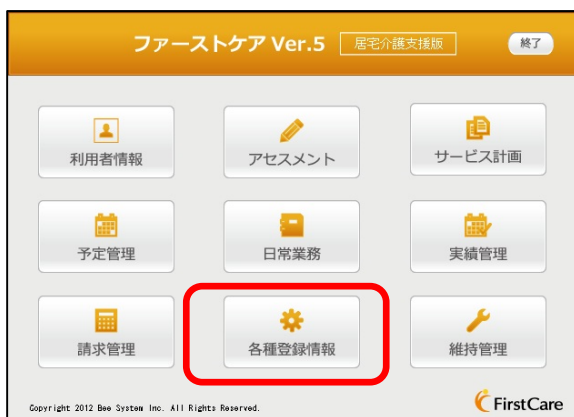 ファーストケア Ver.5 居宅介護支援版 終了
利用者情報 アセスメント サービス計画
予定管理 日常業務 実績管理
請求管理 各種登録情報 維持管理
Copyright 2012 Bee System Inc. All Rights Reserved. FirstCare